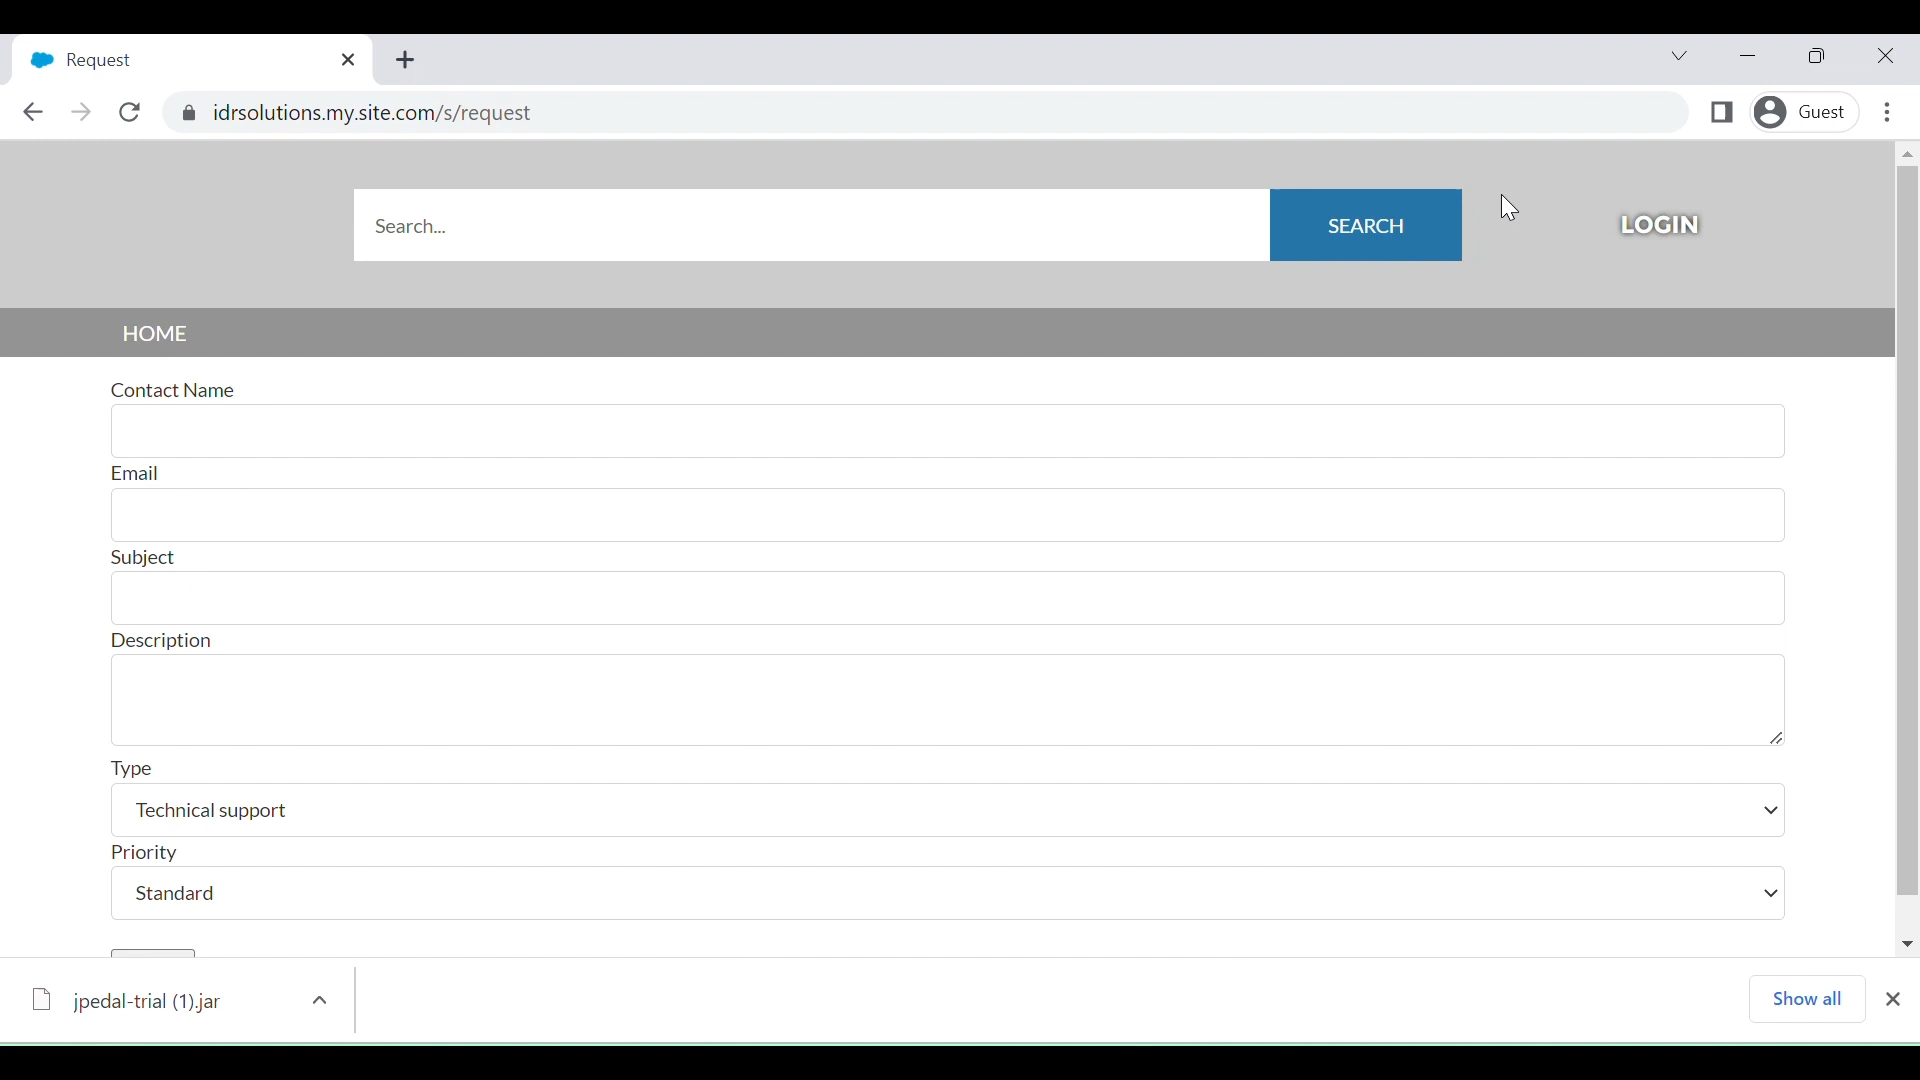 Request
idrsolutions.my.site.com/s/request
Guest
Search...
SEARCH
LOGIN
HOME
Contact Name
Email
Subject
Description
Type
Technical support
Priority
Standard
jpedal-trial (1).jar
Show all